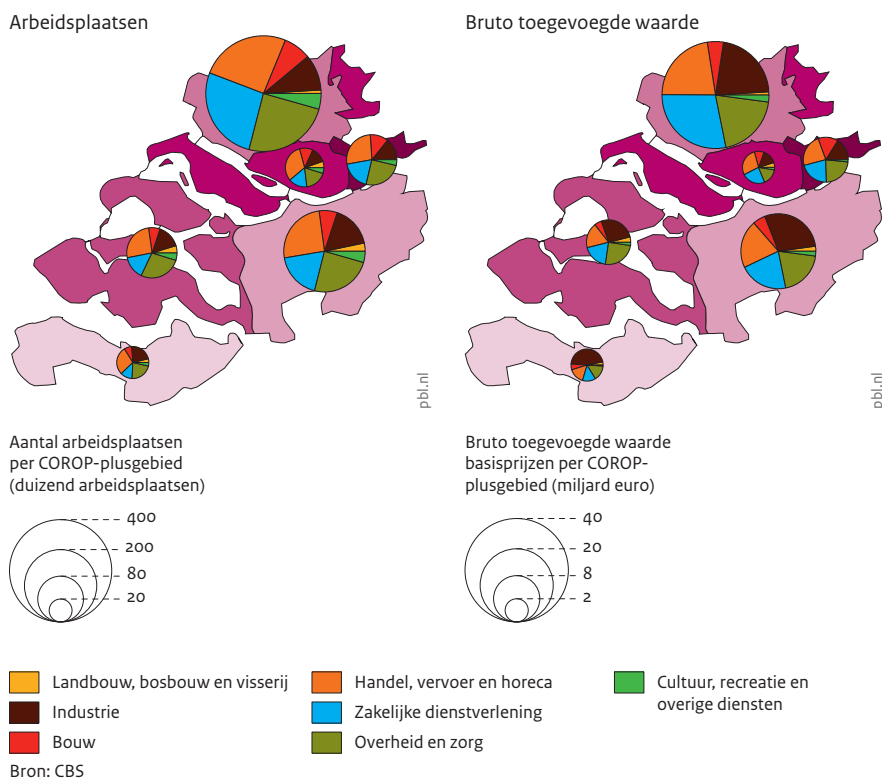 Arbeidsplaatsen
Bruto toegevoegde waarde
pbl.nl
pbl.nl
Aantal arbeidsplaatsen
per COROP-plusgebied
(duizend arbeidsplaatsen)
400
200
80
20
Bruto toegevoegde waarde
basisprijzen per COROP-
plusgebied (miljard euro)
40
20
8
2
Landbouw, bosbouw en visserij
Industrie
Bouw
Handel, vervoer en horeca
Zakelijke dienstverlening
Overheid en zorg
Cultuur, recreatie en
overige diensten
Bron: CBS